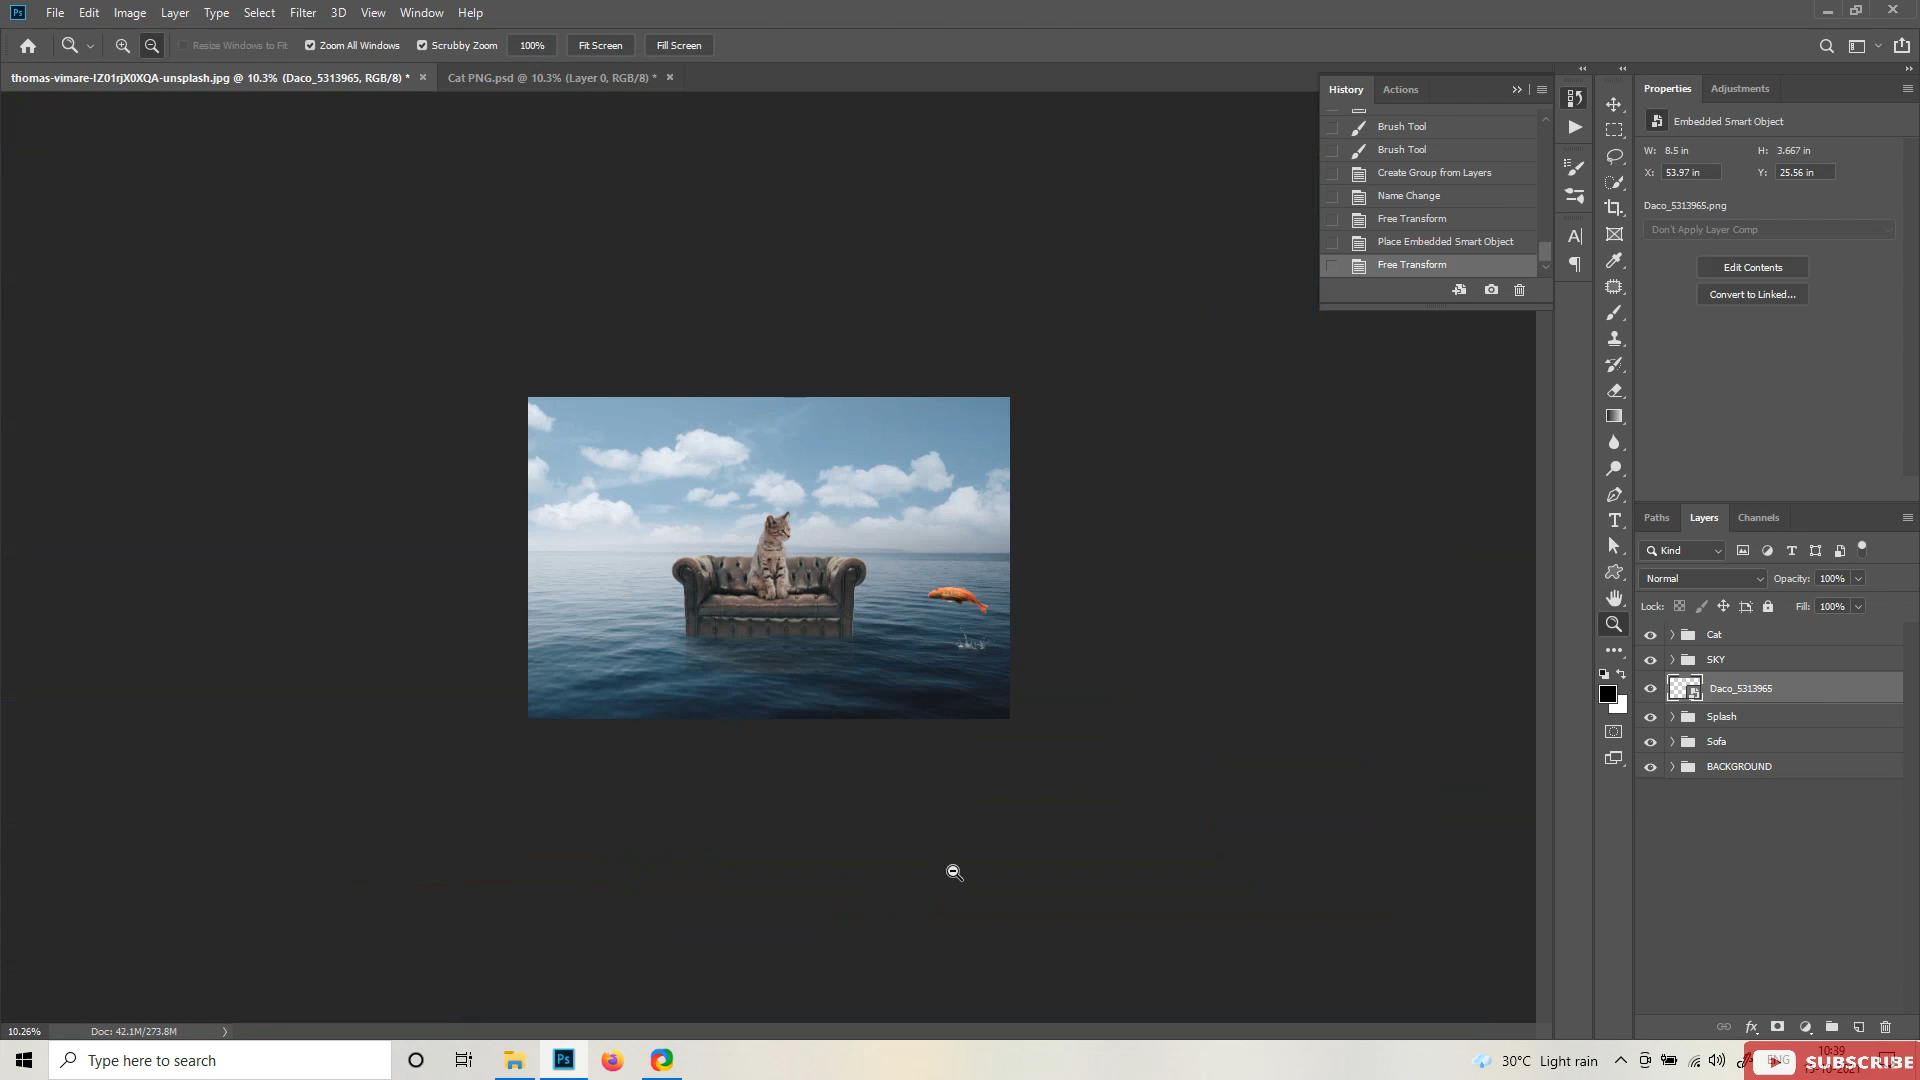 Ps File Edit Image Layer Type Select Filter 3D View Window Help
Resize Windows to Fit Zoom All Windows Scrubby Zoom 100% Fit Screen Fill Screen
thomas-vimare-IZ01rjX0XQA-unsplash.jpg @ 10.3% (Daco_5313965, RGB/8) * Cat PNG.psd @ 10.3% (Layer 0, RGB/8) *
History Actions
Brush Tool
Brush Tool
Create Group from Layers
Name Change
Free Transform
Place Embedded Smart Object
Free Transform
Properties Adjustments
Embedded Smart Object
W: 8.5 in H: 3.667 in
X: 53.97 in Y: 25.56 in
Daco_5313965.png
Don't Apply Layer Comp
Edit Contents
Convert to Linked...
Paths Layers Channels
Kind
Normal Opacity: 100%
Lock: Fill: 100%
Cat
SKY
Daco_5313965
Splash
Sofa
BACKGROUND
10.26% Doc: 42.1M/273.8M
Type here to search
Ps
30°C Light rain
ENG
10:39
SUBSCRIBE